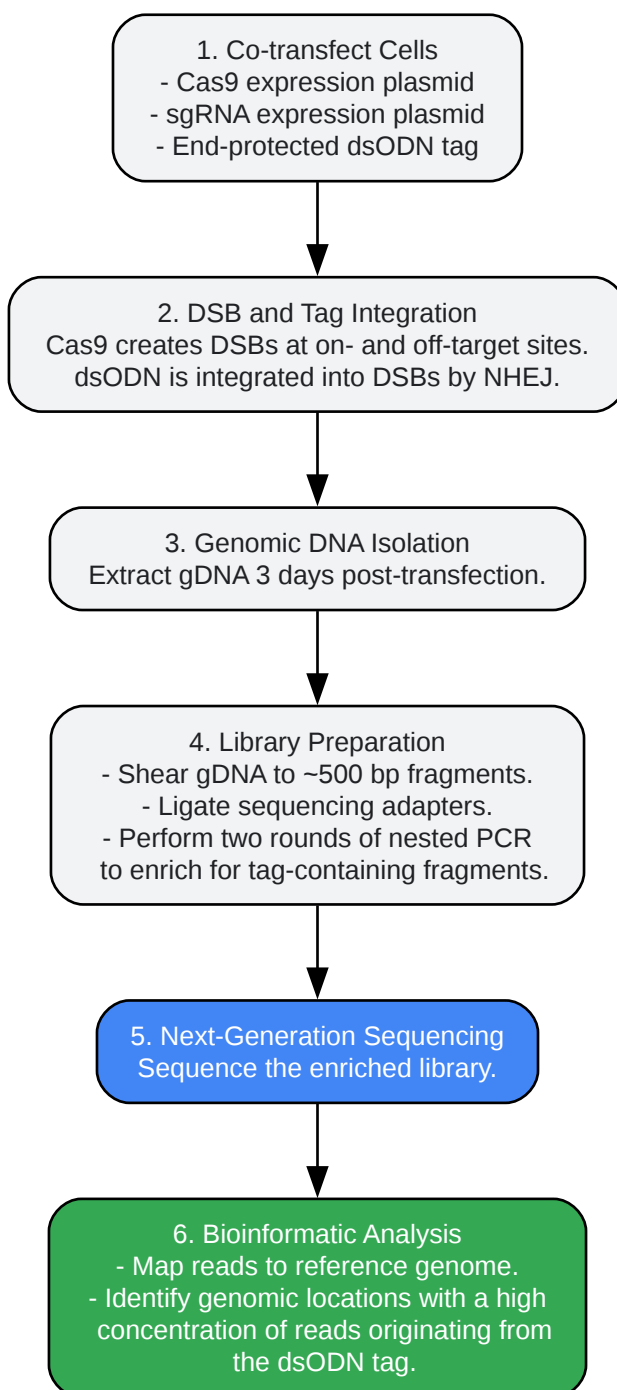 1. Co-transfect Cells
- Cas9 expression plasmid
- sgRNA expression plasmid
- End-protected dsODN tag
2. DSB and Tag Integration
Cas9 creates DSBs at on- and off-target sites.
dsODN is integrated into DSBs by NHEJ.
3. Genomic DNA Isolation
Extract gDNA 3 days post-transfection.
4. Library Preparation
- Shear gDNA to ~500 bp fragments.
- Ligate sequencing adapters.
- Perform two rounds of nested PCR
to enrich for tag-containing fragments.
5. Next-Generation Sequencing
Sequence the enriched library.
6. Bioinformatic Analysis
- Map reads to reference genome.
- Identify genomic locations with a high
concentration of reads originating from
the dsODN tag.